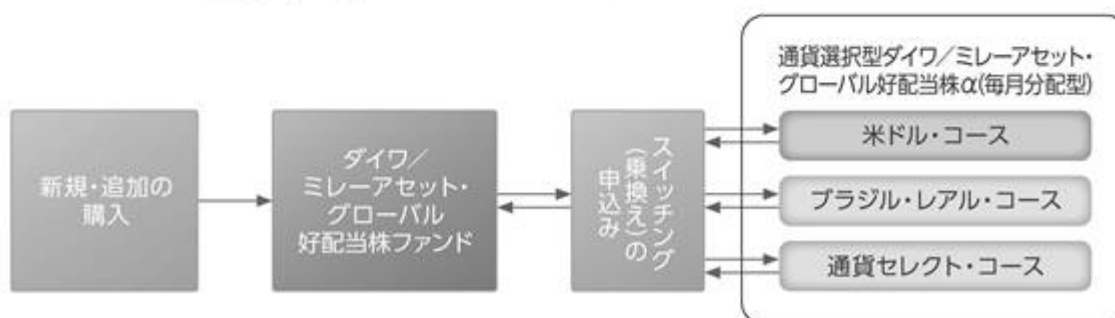 新規・追加の
購入
ダイワ/
ミレーアセット・
グローバル
好配当株ファンド
スイッチング
(乗換え)の
申込み
通貨選択型ダイワ/ミレーアセット・
グローバル好配当株α(毎月分配型)
米ドル・コース
ブラジル・レアル・コース
通貨セレクト・コース